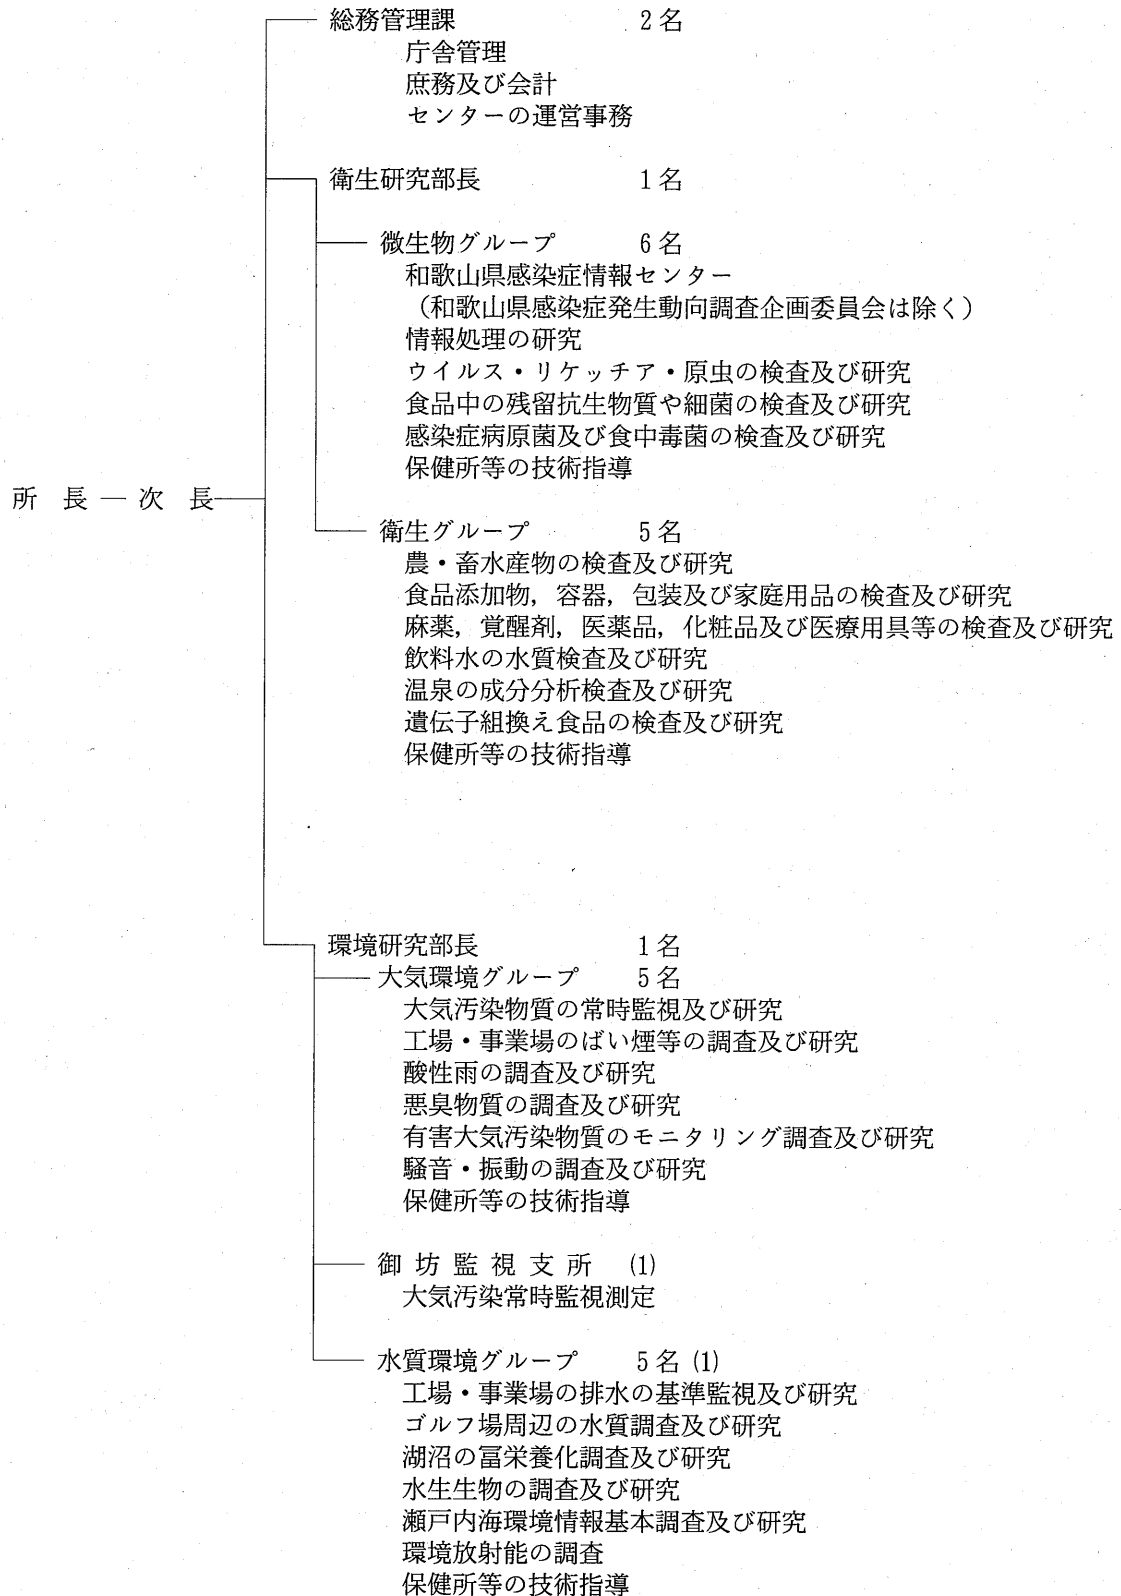 総務管理課 2名
庁舎管理
庶務及び会計
センターの運営事務
衛生研究部長 1名
微生物グループ 6名
和歌山県感染症情報センター
(和歌山県感染症発生動向調査企画委員会は除く)
情報処理の研究
ウイルス・リケッチア・原虫の検査及び研究
食品中の残留抗生物質や細菌の検査及び研究
感染症病原菌及び食中毒菌の検査及び研究
保健所等の技術指導
所 長 ― 次 長
衛生グループ 5名
農・畜水産物の検査及び研究
食品添加物,容器,包装及び家庭用品の検査及び研究
麻薬,覚醒剤,医薬品,化粧品及び医療用具等の検査及び研究
飲料水の水質検査及び研究
温泉の成分分析検査及び研究
遺伝子組換え食品の検査及び研究
保健所等の技術指導
環境研究部長 1名
大気環境グループ 5名
大気汚染物質の常時監視及び研究
工場・事業場のばい煙等の調査及び研究
酸性雨の調査及び研究
悪臭物質の調査及び研究
有害大気汚染物質のモニタリング調査及び研究
騒音・振動の調査及び研究
保健所等の技術指導
御坊監視支所 (1)
大気汚染常時監視測定
水質環境グループ 5名 (1)
工場・事業場の排水の基準監視及び研究
ゴルフ場周辺の水質調査及び研究
湖沼の冨栄養化調査及び研究
水生生物の調査及び研究
瀬戸内海環境情報基本調査及び研究
環境放射能の調査
保健所等の技術指導